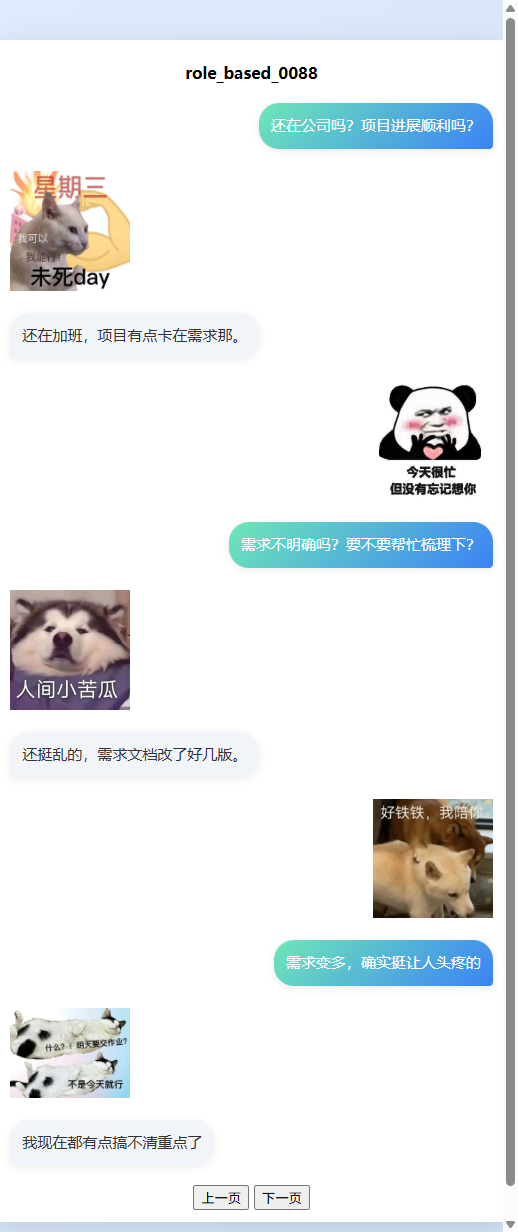 role_based_0088
还在公司吗？项目进展顺利吗？
星期三
我可以
我能行！
未死day
还在加班，项目有点卡在需求那。
今天很忙
但没有忘记想你
需求不明确吗？要不要帮忙梳理下？
人间小苦瓜
还挺乱的，需求文档改了好几版。
好铁铁，我陪你
需求变多，确实挺让人头疼的
什么？！明天要交作业？
不是今天就行
我现在都有点搞不清重点了
上一页 下一页